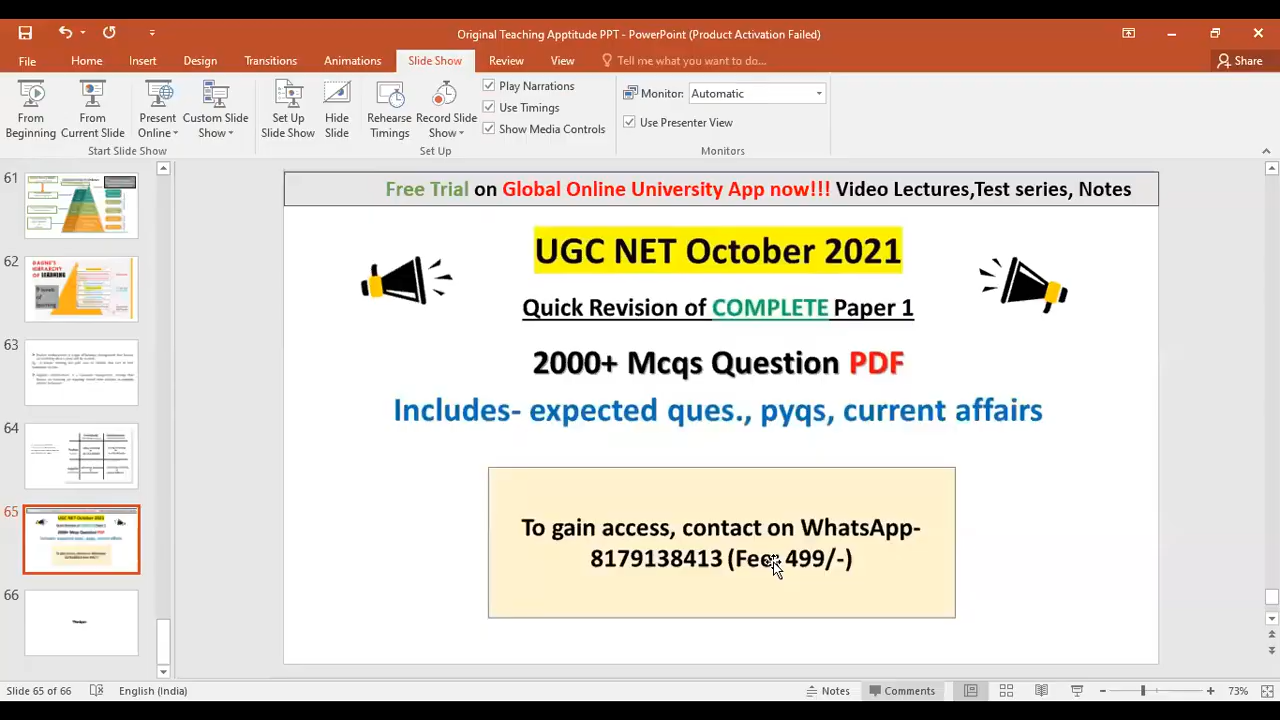 Original Teaching Apptitude PPT - PowerPoint (Product Activation Failed)
File Home Insert Design Transitions Animations Slide Show Review View Tell me what you want to do... Share
From Beginning
From Current Slide
Present Online
Custom Slide Show
Set Up Slide Show
Hide Slide
Rehearse Timings
Record Slide Show
Play Narrations
Use Timings
Show Media Controls
Monitor: Automatic
Use Presenter View
Start Slide Show Set Up Monitors
61
62
63
64
65
66
Free Trial on Global Online University App now!!! Video Lectures,Test series, Notes
UGC NET October 2021
Quick Revision of COMPLETE Paper 1
2000+ Mcqs Question PDF
Includes- expected ques., pyqs, current affairs
To gain access, contact on WhatsApp-
8179138413 (Fee: 499/-)
Slide 65 of 66 English (India) Notes Comments 73%